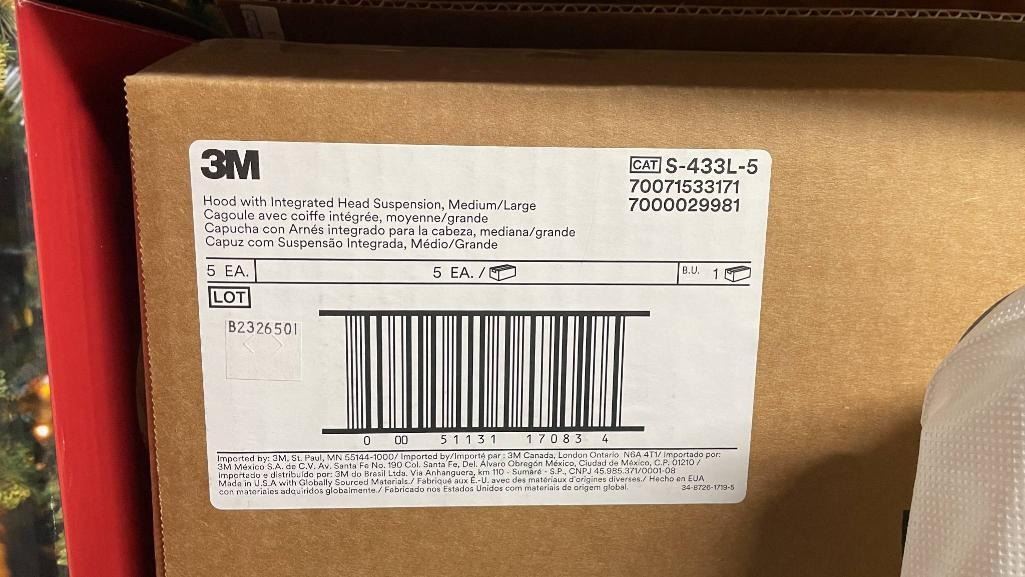 3M
CAT S-433L-5
70071533171
7000029981
Hood with Integrated Head Suspension, Medium/Large
Cagoule avec coiffe intégrée, moyenne/grande
Capucha con Arnés integrado para la cabeza, mediana/grande
Capuz com Suspensão Integrada, Médio/Grande
5 EA.
5 EA. /
B.U. 1
LOT
B2326501
0 00 51131 17083 4
Imported by: 3M, St. Paul, MN 55144-1000/ Imported by/Importé par : 3M Canada, London Ontario N6A 4T1/ Importado por:
3M México S.A. de C.V. Av. Santa Fe No. 190 Col. Santa Fe, Del. Álvaro Obregón México, Ciudad de México, C.P. 01210 /
Importado e distribuído por: 3M do Brasil Ltda. Via Anhanguera, km 110 - Sumaré - S.P., CNPJ 45.985.371/0001-08
Made in U.S.A with Globally Sourced Materials./ Fabriqué aux É.-U. avec des matériaux d'origines diverses./ Hecho en EUA
con materiales adquiridos globalmente./ Fabricado nos Estados Unidos com materiais de origem global.
34-8726-1719-5